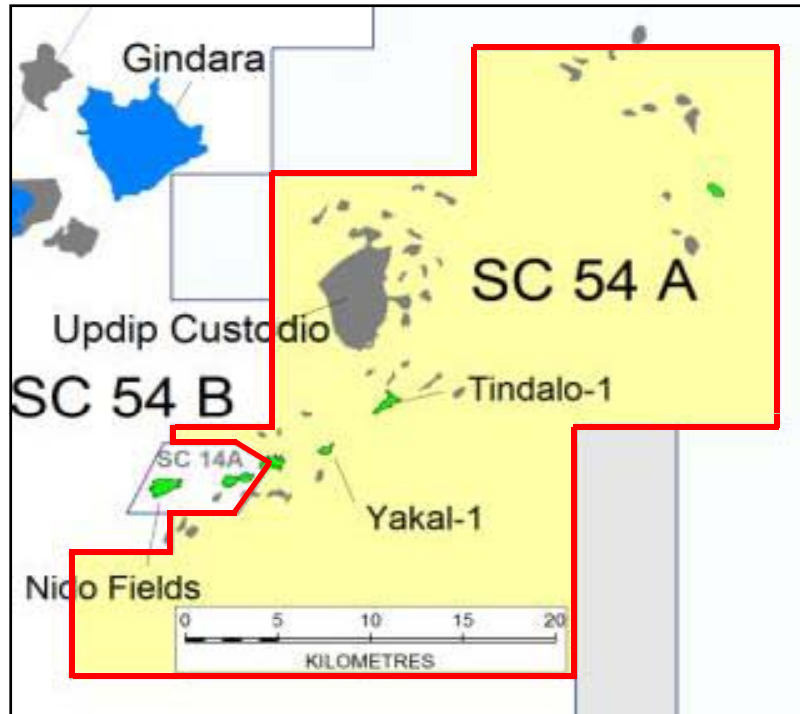 Gindara
SC 54 A
Updip Custodio
Tindalo-1
SC 54 B
SC 14A
Yakal-1
Nido Fields
0 5 10 15 20
KILOMETRES